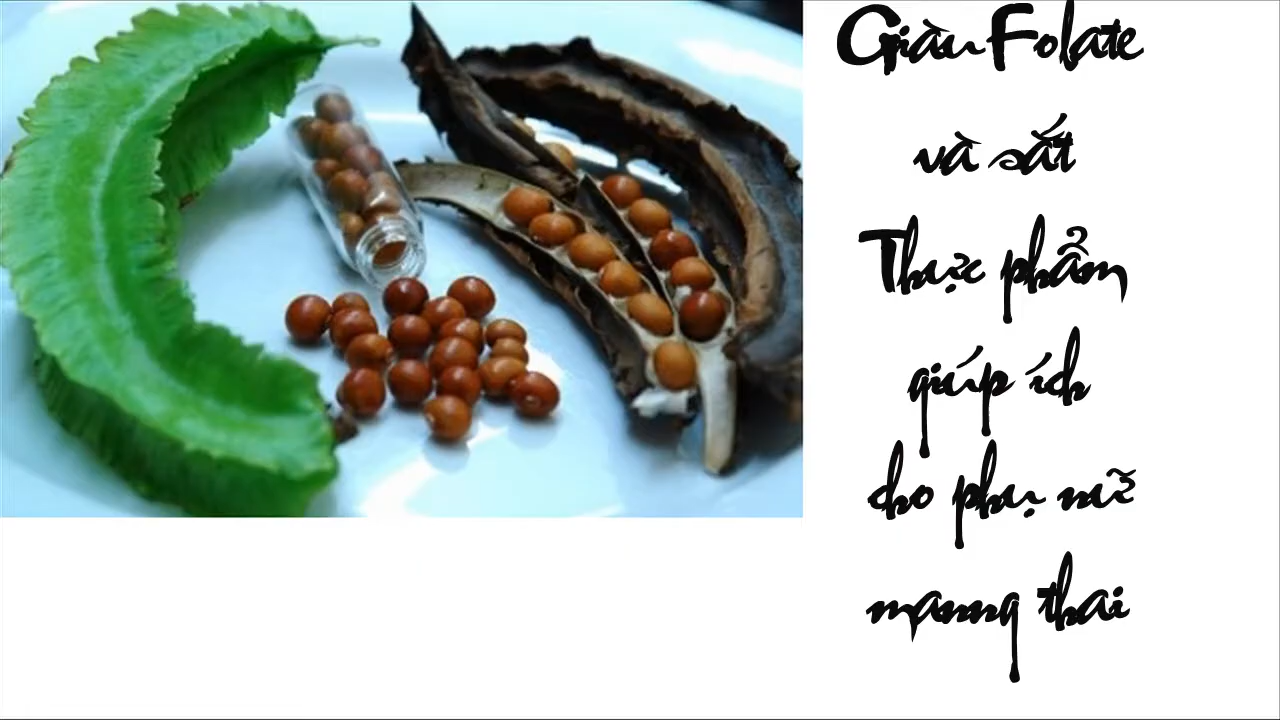 Giàu Folate
và sắt
Thực phẩm
giúp ích
cho phụ nữ
mang thai